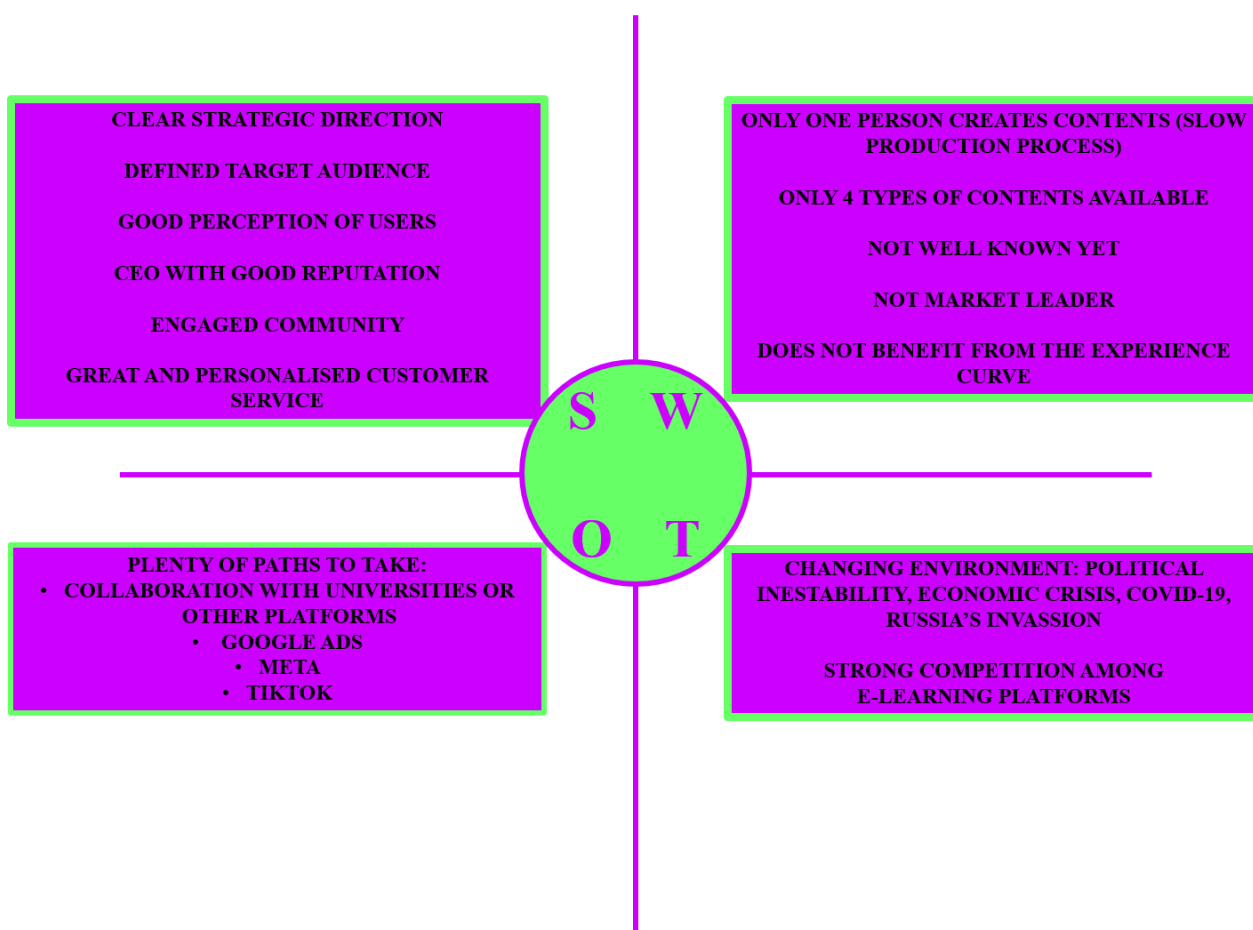 CLEAR STRATEGIC DIRECTION
DEFINED TARGET AUDIENCE
GOOD PERCEPTION OF USERS
CEO WITH GOOD REPUTATION
ENGAGED COMMUNITY
GREAT AND PERSONALISED CUSTOMER
SERVICE
ONLY ONE PERSON CREATES CONTENTS (SLOW
PRODUCTION PROCESS)
ONLY 4 TYPES OF CONTENTS AVAILABLE
NOT WELL KNOWN YET
NOT MARKET LEADER
DOES NOT BENEFIT FROM THE EXPERIENCE
CURVE
S W
O T
PLENTY OF PATHS TO TAKE:
• COLLABORATION WITH UNIVERSITIES OR
OTHER PLATFORMS
• GOOGLE ADS
• META
• TIKTOK
CHANGING ENVIRONMENT: POLITICAL
INESTABILITY, ECONOMIC CRISIS, COVID-19,
RUSSIA'S INVASSION
STRONG COMPETITION AMONG
E-LEARNING PLATFORMS